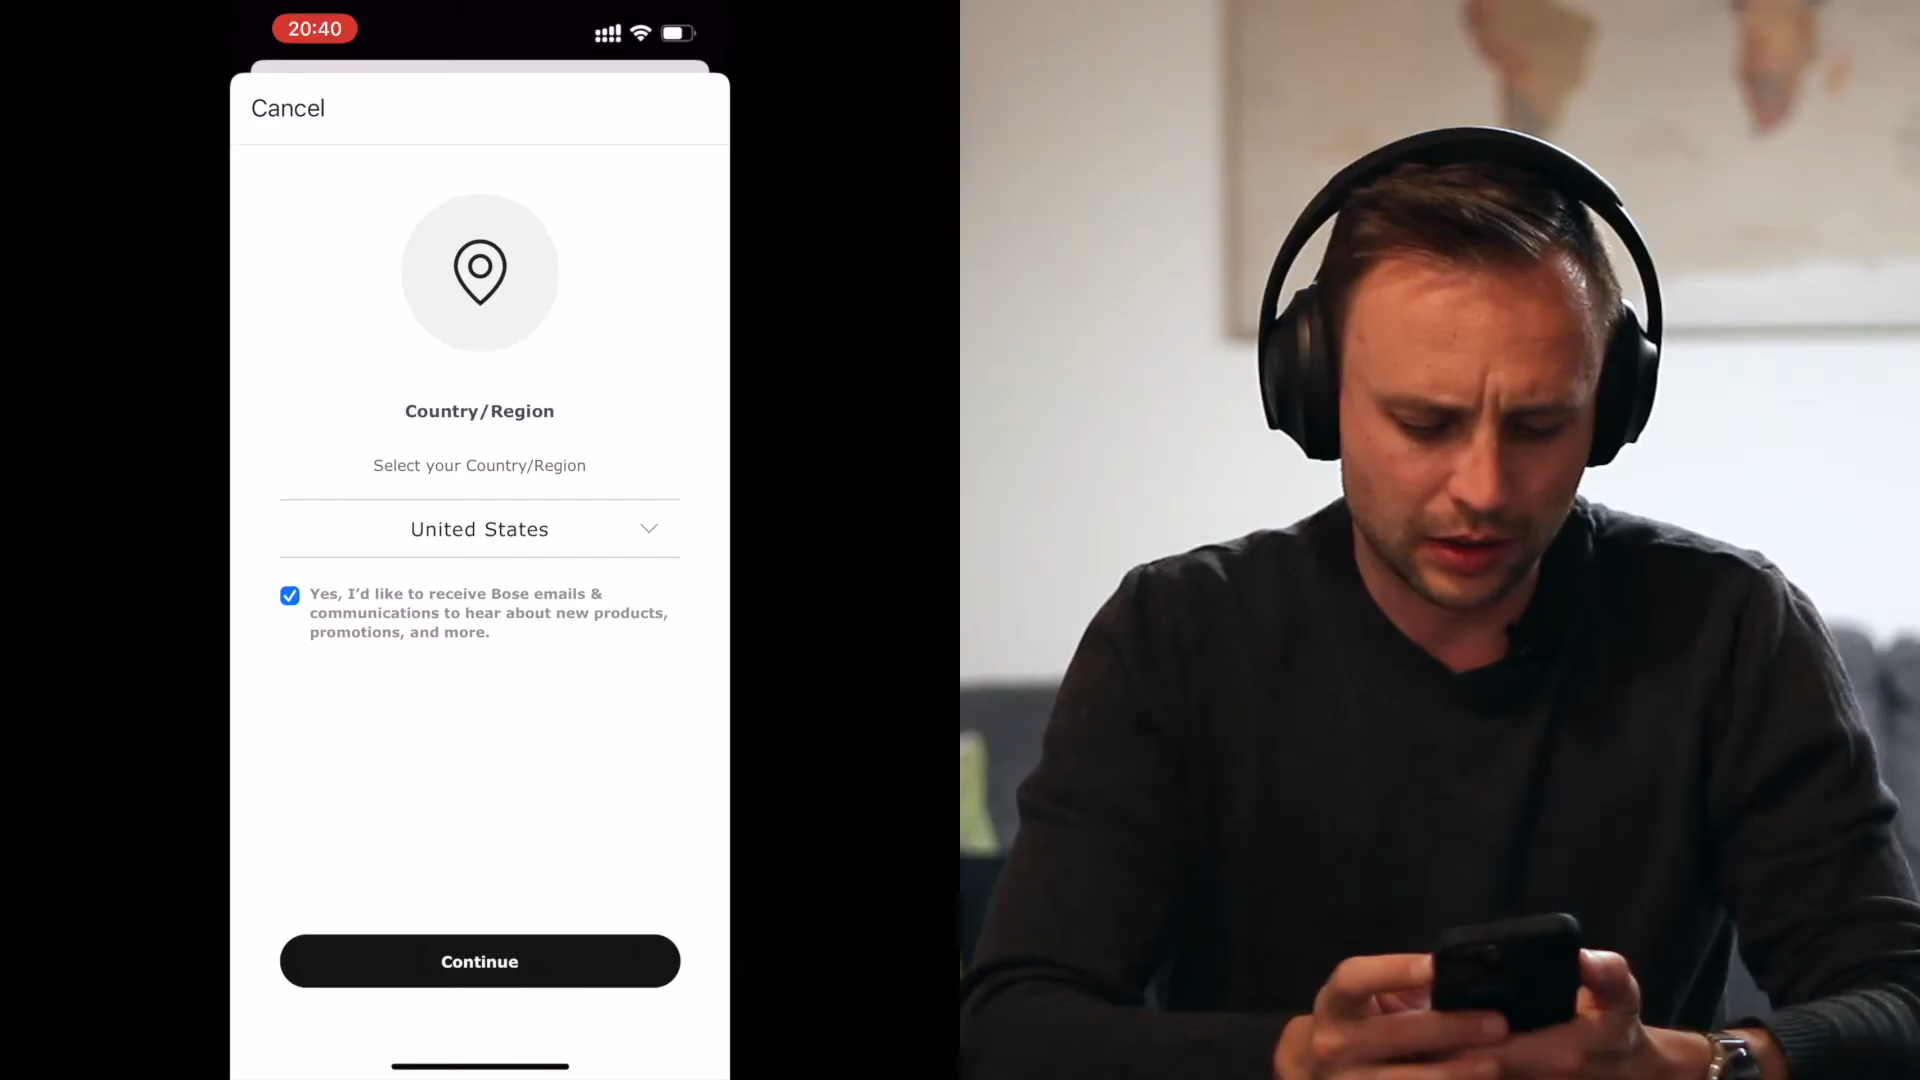 20:40
Cancel
Country/Region
Select your Country/Region
United States
Yes, I’d like to receive Bose emails &
communications to hear about new products,
promotions, and more.
Continue